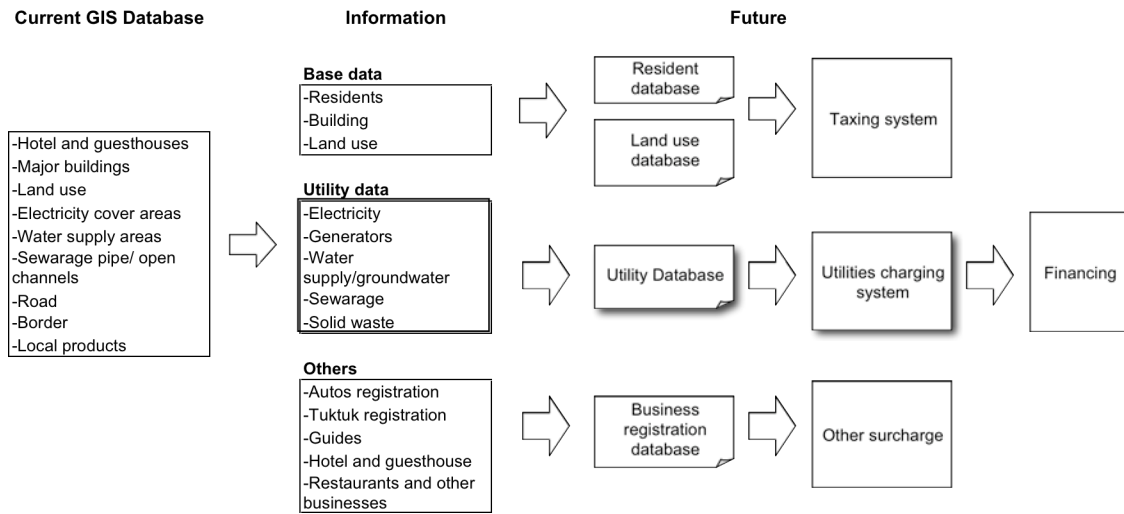 Current GIS Database
Information
Future
-Hotel and guesthouses
-Major buildings
-Land use
-Electricity cover areas
-Water supply areas
-Sewarage pipe/ open
channels
-Road
-Border
-Local products
Base data
-Residents
-Building
-Land use
Utility data
-Electricity
-Generators
-Water
supply/groundwater
-Sewarage
-Solid waste
Others
-Autos registration
-Tuktuk registration
-Guides
-Hotel and guesthouse
-Restaurants and other
businesses
Resident
database
Land use
database
Taxing system
Utility Database
Utilities charging
system
Financing
Business
registration
database
Other surcharge